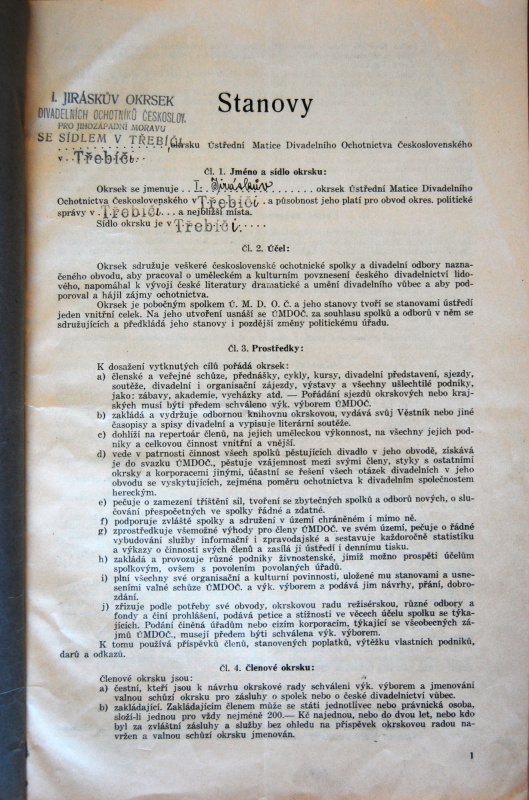 I. JIRÁSKŮV OKRSEK
DIVADELNÍCH OCHOTNÍKŮ ČESKOSLOV.
PRO JIHOZÁPADNÍ MORAVU
SE SÍDLEM V TŘEBÍČI
Stanovy
okrsku Ústřední Matice Divadelního Ochotnictva Československého
v Třebíči
Čl. 1. Jméno a sídlo okrsku:
Okrsek se jmenuje . . I. Jiráskův . . . . . . okrsek Ústřední Matice Divadelního
Ochotnictva Československého v Třebíči . a působnost jeho platí pro obvod okres. politické
správy v . Třebíči . . . a nejbližší místa.
Sídlo okrsku je v Třebíči . . . .
Čl. 2. Účel:
Okrsek sdružuje veškeré československé ochotnické spolky a divadelní odbory nazna-
čeného obvodu, aby pracoval o uměleckém a kulturním povznesení českého divadelnictví lido-
vého, napomáhal k vývoji české literatury dramatické a umění divadelního vůbec a aby pod-
poroval a hájil zájmy ochotnictva.
Okrsek je pobočným spolkem Ú. M. D. O. Č. a jeho stanovy tvoří se stanovami ústředí
jeden vnitřní celek. Na jeho utvoření usnáší se ÚMDOČ. za souhlasu spolků a odborů v něm se
sdružujících a předkládá jeho stanovy i pozdější změny politickému úřadu.
Čl. 3. Prostředky:
K dosažení vytknutých cílů pořádá okrsek:
a) členské a veřejné schůze, přednášky, cykly, kursy, divadelní představení, sjezdy,
soutěže, divadelní i organisační zájezdy, výstavy a všechny ušlechtilé podniky,
jako: zábavy, akademie, vycházky atd. — Pořádání sjezdů okrskových nebo kraj-
ských musí býti předem schváleno výk. výborem ÚMDOČ.
b) zakládá a vydržuje odbornou knihovnu okrskovou, vydává svůj Věstník nebo jiné
časopisy a spisy divadelní a vypisuje literární soutěže.
c) dohlíží na repertoár členů, na jejich uměleckou výkonnost, na všechny jejich pod-
niky a celkovou činnost vnitřní a vnější.
d) vede v patrnosti činnost všech spolků pěstujících divadlo v jeho obvodě, získává
je do svazku ÚMDOČ., pěstuje vzájemnost mezi svými členy, styky s ostatními
okrsky a korporacemi jinými, účastní se řešení všech otázek divadelních v jeho
obvodu se vyskytujících, zejména poměru ochotnictva k divadelním společnostem
hereckým.
e) pečuje o zamezení tříštění sil, tvoření se zbytečných spolků a odborů nových, o slu-
čování přespočetných ve spolky řádné a zdatné.
f) podporuje zvláště spolky a sdružení v území chráněném i mimo ně.
g) zprostředkuje všemožné výhody pro členy ÚMDOČ. ve svém území, pečuje o řádné
vybudování služby informační i zpravodajské a sestavuje každoročně statistiku
a výkazy o činnosti svých členů a zasílá ji ústředí i dennímu tisku.
h) zakládá a provozuje různé podniky živnostenské, jimiž možno prospěti účelům
spolkovým, ovšem s povolením povolaných úřadů.
i) plní všechny své organisační a kulturní povinnosti, uložené mu stanovami a usne-
seními valné schůze ÚMDOČ. a výk. výborem a podává jim návrhy, přání, dobro-
zdání.
j) zřizuje podle potřeby své obvody, okrskovou radu režisérskou, různé odbory a
fondy a činí prohlášení, podává petice a stížnosti ve věcech účelu spolku se týka-
jících. Podání činěná úřadům nebo cizím korporacím, týkající se všeobecných zá-
jmů ÚMDOČ., musejí předem býti schválena výk. výborem.
K tomu používá příspěvků členů, stanovených poplatků, výtěžku vlastních podniků,
darů a odkazů.
Čl. 4. Členové okrsku:
Členové okrsku jsou:
a) čestní, kteří jsou k návrhu okrskové rady schváleni výk. výborem a jmenováni
valnou schůzí okrsku pro zásluhy o spolek nebo o české divadelnictví vůbec.
b) zakládající. Zakládajícím členem může se státi jednotlivec nebo právnická osoba,
složí-li jednou pro vždy nejméně 200.— Kč najednou, nebo do dvou let, nebo kdo
byl za zvláštní zásluhy a služby bez ohledu na příspěvek okrskovou radou na-
vržen a valnou schůzí okrsku jmenován.
1